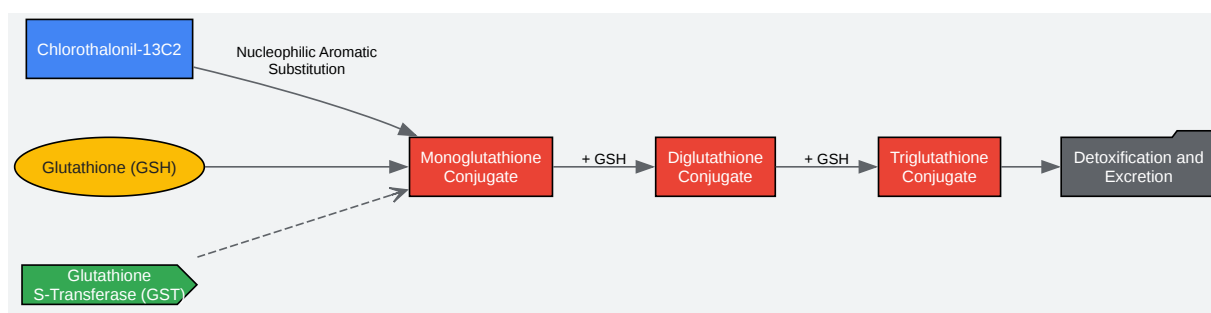 Chlorothalonil-13C2
Nucleophilic Aromatic
Substitution
Glutathione (GSH)
Monoglutathione
Conjugate
+ GSH
Diglutathione
Conjugate
+ GSH
Triglutathione
Conjugate
Detoxification and
Excretion
Glutathione
S-Transferase (GST)